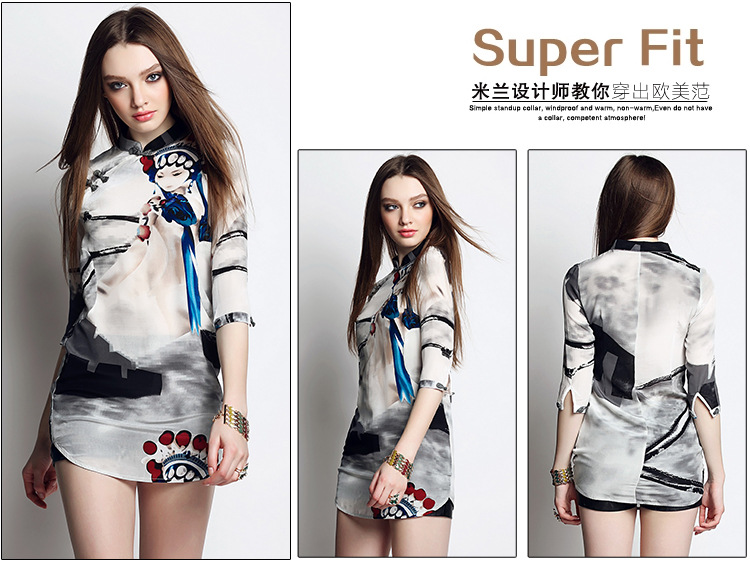 Super Fit
米兰设计师教你穿出欧美范
Simple standup collar, windproof and warm, non-warm,Even do not have
a collar, competent atmosphere!